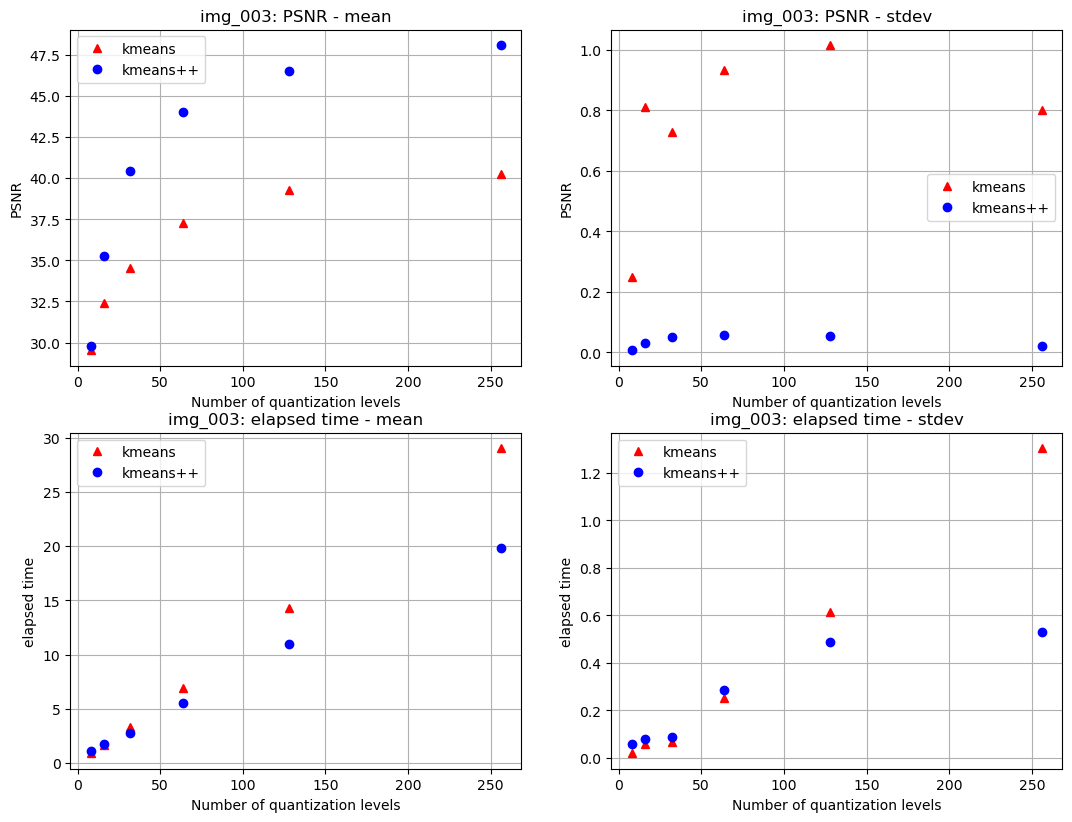 img_003: PSNR - mean
kmeans
kmeans++
47.5
45.0
42.5
40.0
37.5
35.0
32.5
30.0
PSNR
0 50 100 150 200 250
Number of quantization levels
img_003: PSNR - stdev
kmeans
kmeans++
1.0
0.8
0.6
0.4
0.2
0.0
PSNR
0 50 100 150 200 250
Number of quantization levels
img_003: elapsed time - mean
kmeans
kmeans++
30
25
20
15
10
5
0
elapsed time
0 50 100 150 200 250
Number of quantization levels
img_003: elapsed time - stdev
kmeans
kmeans++
1.2
1.0
0.8
0.6
0.4
0.2
0.0
elapsed time
0 50 100 150 200 250
Number of quantization levels